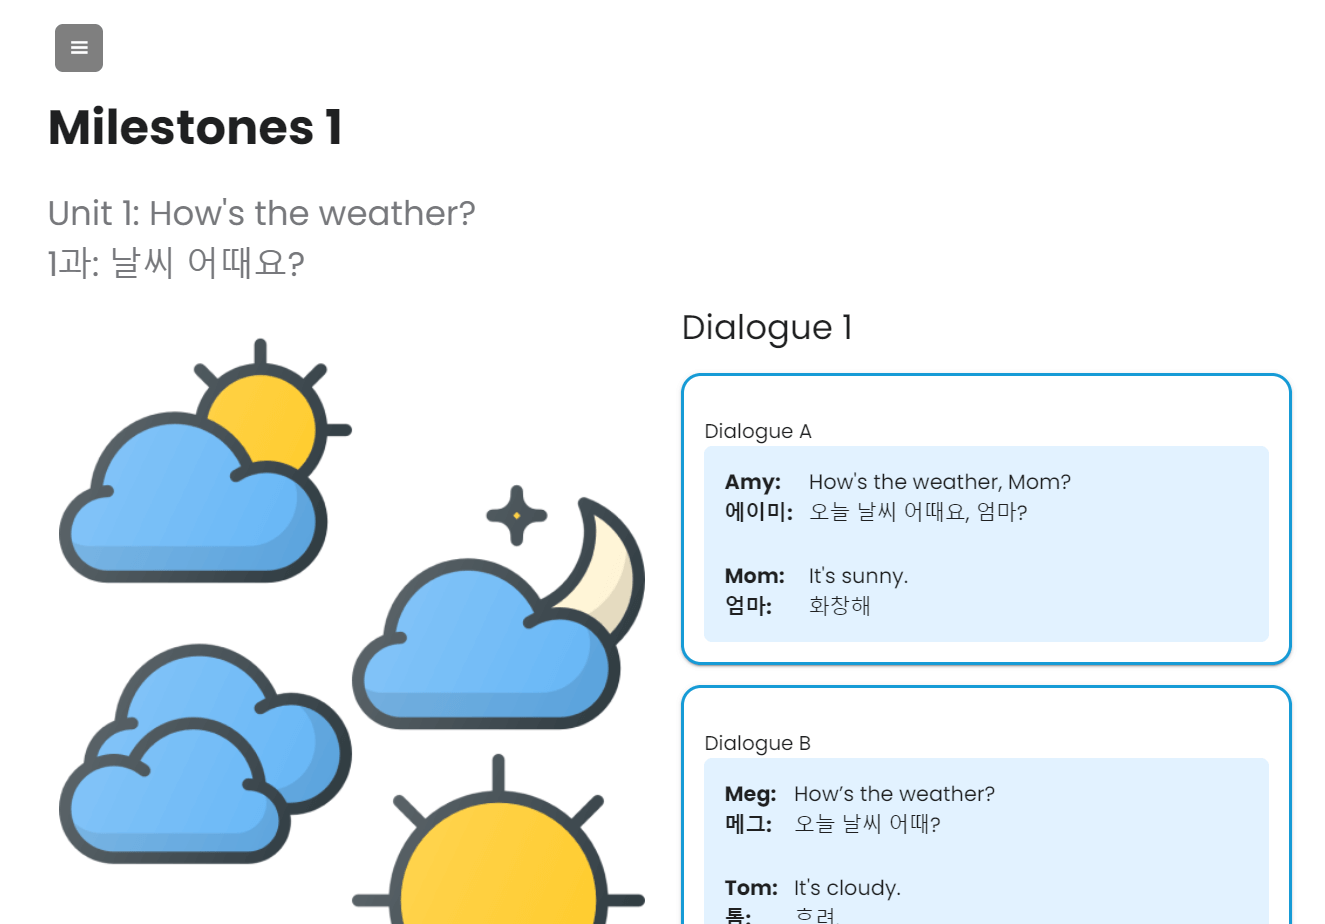 Milestones 1
Unit 1: How's the weather?
1과: 날씨 어때요?
Dialogue 1
Dialogue A
Amy: How's the weather, Mom?
에이미: 오늘 날씨 어때요, 엄마?
Mom: It's sunny.
엄마: 화창해
Dialogue B
Meg: How’s the weather?
메그: 오늘 날씨 어때?
Tom: It's cloudy.
톰: 흐려.